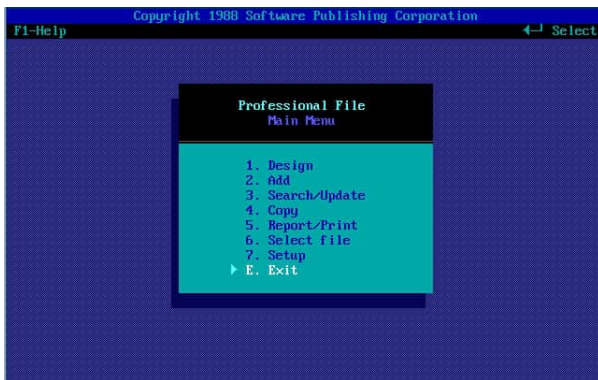 Copyright 1988 Software Publishing Corporation
F1-Help ◄─┘ Select
Professional File
Main Menu
1. Design
2. Add
3. Search/Update
4. Copy
5. Report/Print
6. Select file
7. Setup
E. Exit